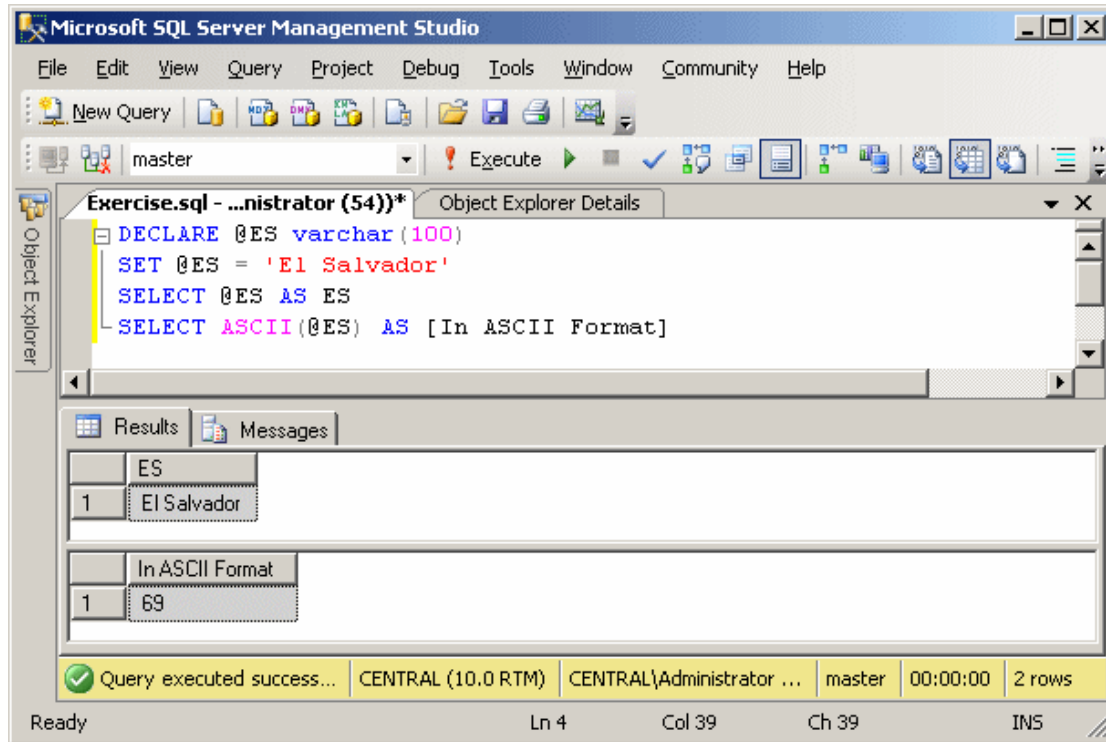 Microsoft SQL Server Management Studio
File Edit View Query Project Debug Tools Window Community Help
New Query
master Execute
Exercise.sql - ...nistrator (54))* Object Explorer Details
Object Explorer
DECLARE @ES varchar(100)
SET @ES = 'El Salvador'
SELECT @ES AS ES
SELECT ASCII(@ES) AS [In ASCII Format]
Results Messages
ES
1 El Salvador
In ASCII Format
1 69
Query executed success... CENTRAL (10.0 RTM) CENTRAL\Administrator ... master 00:00:00 2 rows
Ready Ln 4 Col 39 Ch 39 INS